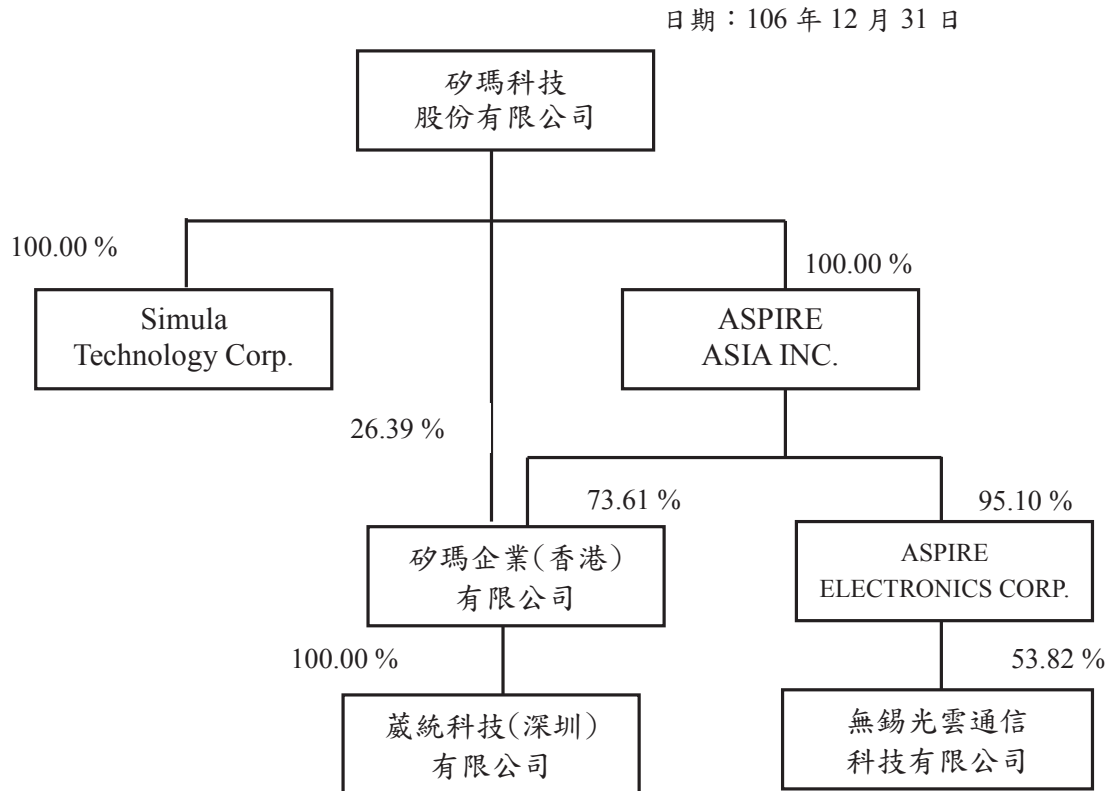 日期：106 年 12 月 31 日
矽瑪科技
股份有限公司
100.00 %
100.00 %
Simula
Technology Corp.
ASPIRE
ASIA INC.
26.39 %
73.61 %
95.10 %
矽瑪企業(香港)
有限公司
ASPIRE
ELECTRONICS CORP.
100.00 %
53.82 %
葳統科技(深圳)
有限公司
無錫光雲通信
科技有限公司